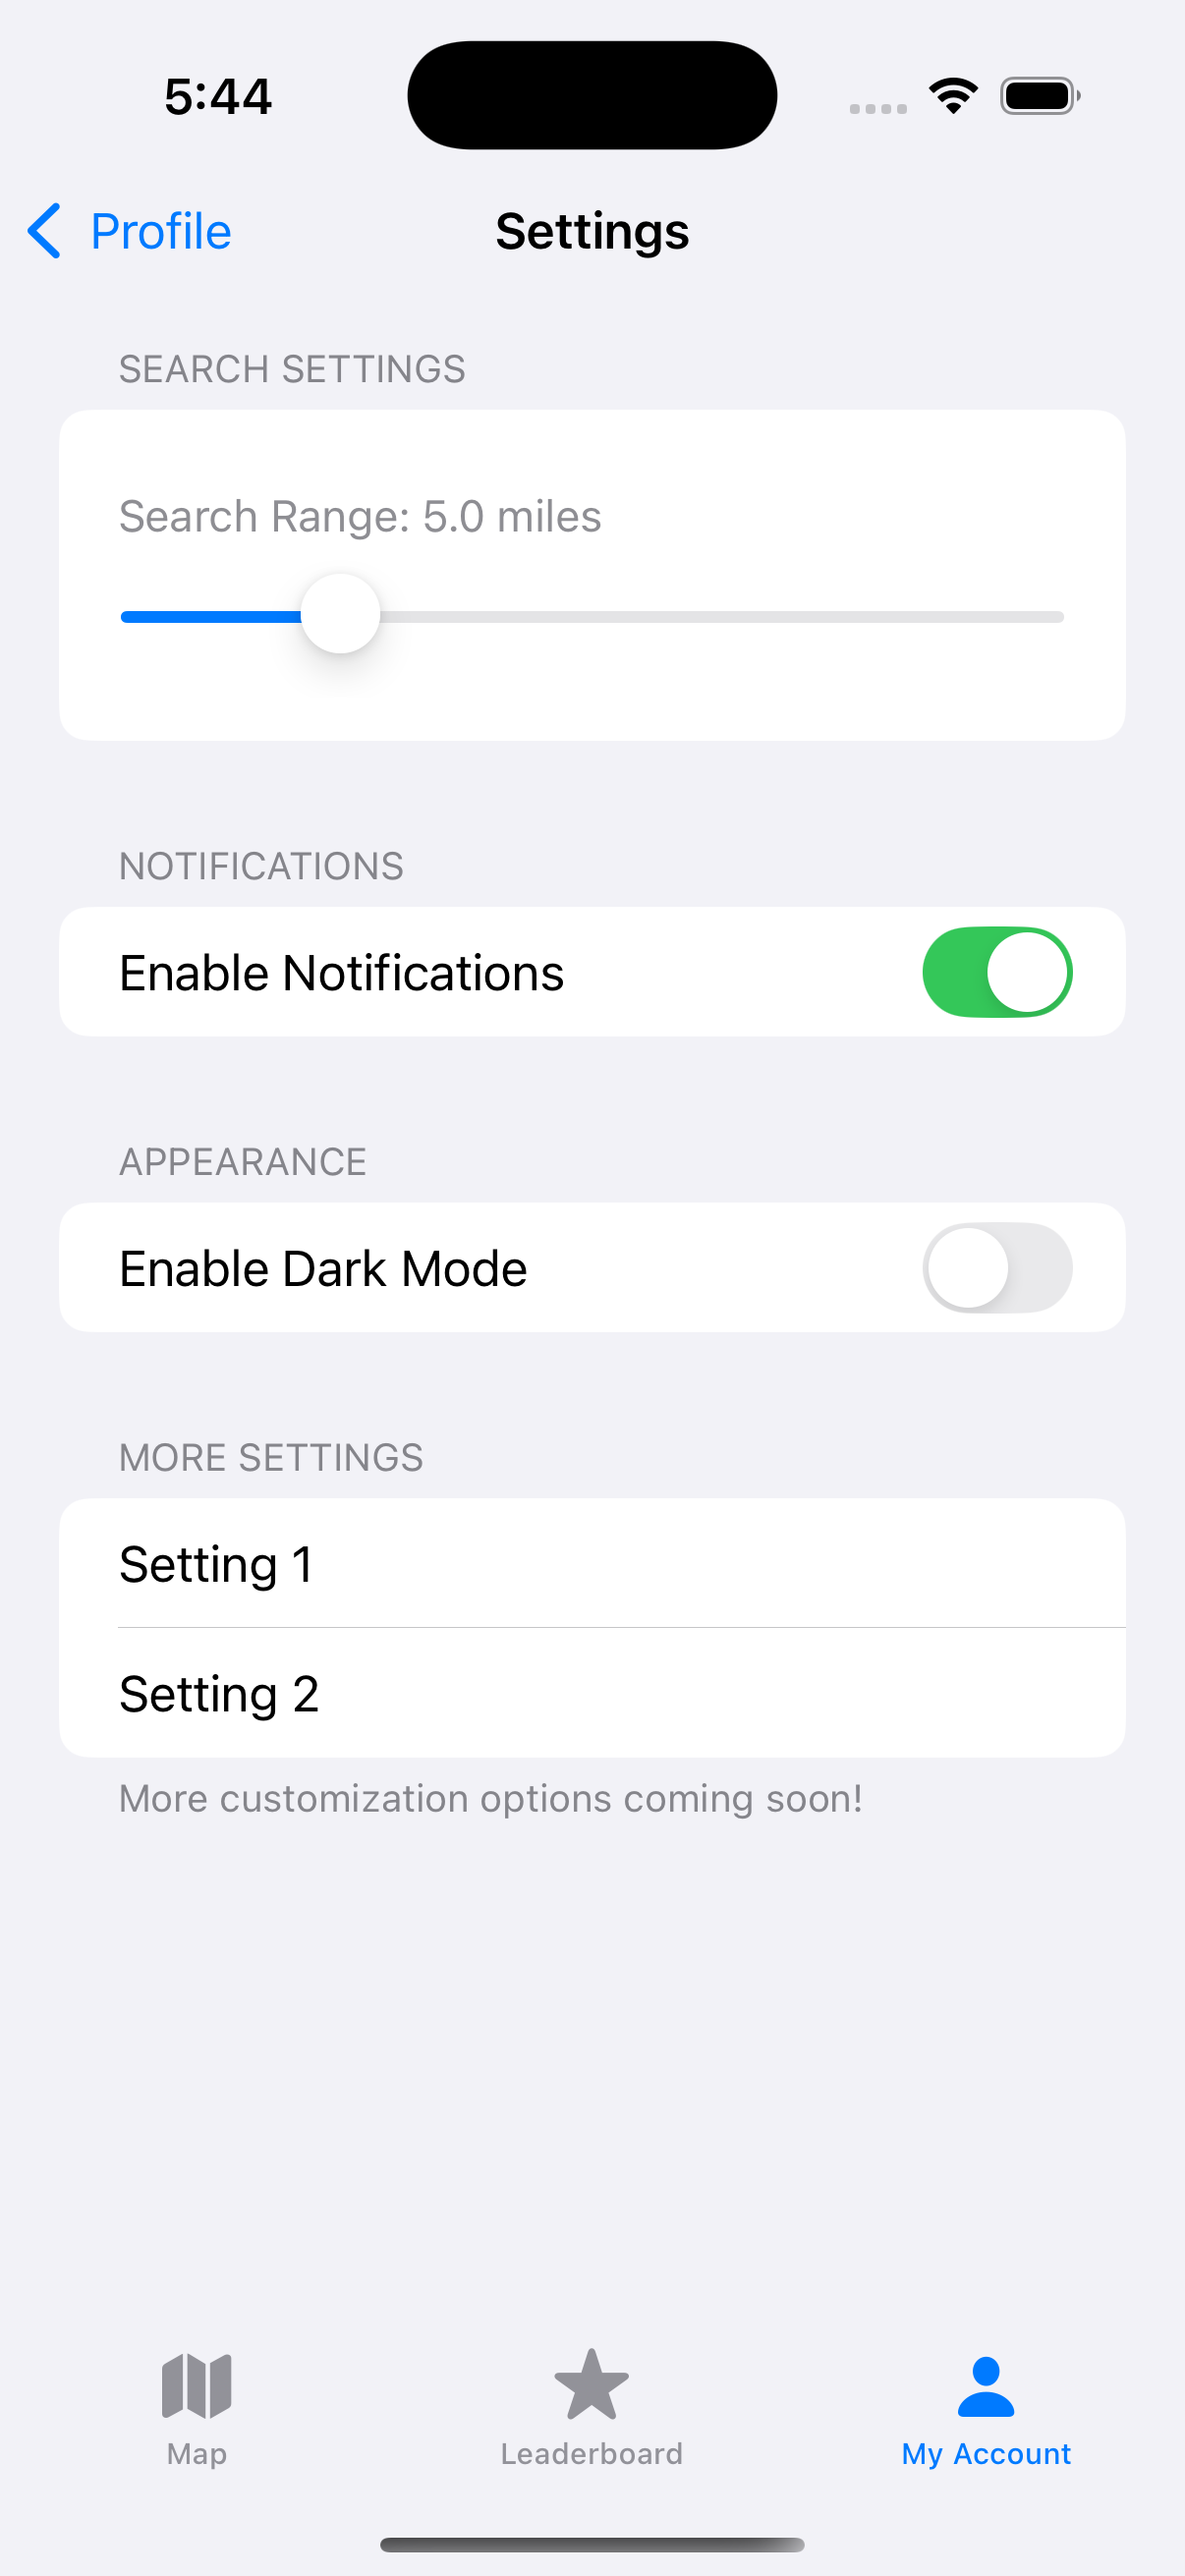 5:44
Profile
Settings
SEARCH SETTINGS
Search Range: 5.0 miles
NOTIFICATIONS
Enable Notifications
APPEARANCE
Enable Dark Mode
MORE SETTINGS
Setting 1
Setting 2
More customization options coming soon!
Map
Leaderboard
My Account